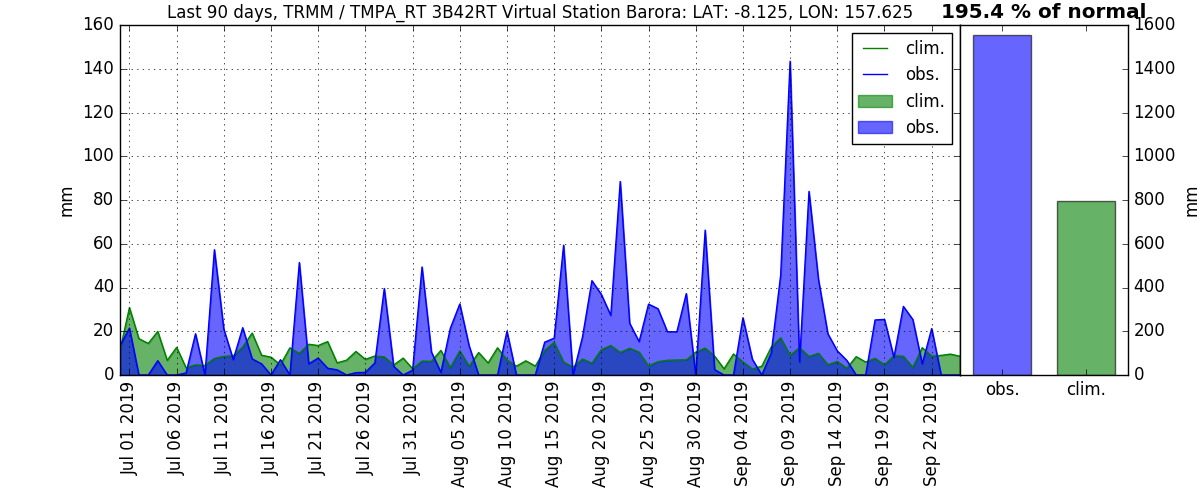 Last 90 days, TRMM / TMPA_RT 3B42RT Virtual Station Barora: LAT: -8.125, LON: 157.625
195.4 % of normal
160
140
120
100
80
60
40
20
0
mm
clim.
obs.
clim.
obs.
Jul 01 2019
Jul 06 2019
Jul 11 2019
Jul 16 2019
Jul 21 2019
Jul 26 2019
Jul 31 2019
Aug 05 2019
Aug 10 2019
Aug 15 2019
Aug 20 2019
Aug 25 2019
Aug 30 2019
Sep 04 2019
Sep 09 2019
Sep 14 2019
Sep 19 2019
Sep 24 2019
1600
1400
1200
1000
800
600
400
200
0
mm
obs.
clim.